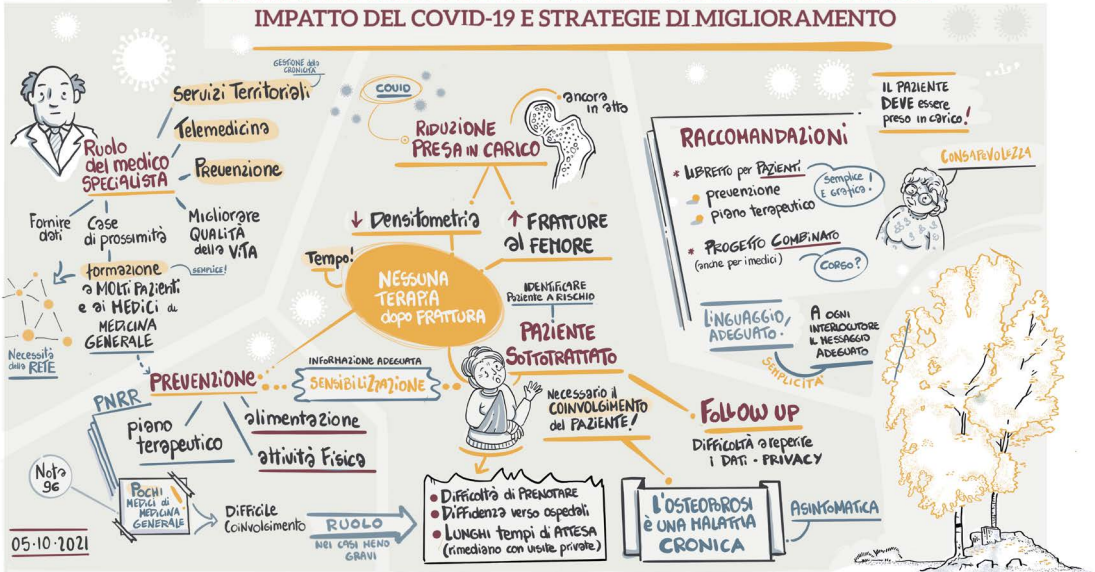 IMPATTO DEL COVID-19 E STRATEGIE DI MIGLIORAMENTO
Ruolo
del medico
SPECIALISTA
GESTIONE della
CRONICITÀ
Servizi Territoriali
Telemedicina
Prevenzione
Fornire
dati
Case
di prossimità
Migliorare
QUALITÀ
della VITA
formazione
SEMPLICE!
a MOLTI PAZIENTI
e ai MEDICI di
MEDICINA
GENERALE
Necessità
della RETE
COVID
RIDUZIONE
PRESA IN CARICO
ancora
in atto
↓ Densitometria
↑ FRATTURE
al FEMORE
Tempo!
NESSUNA
TERAPIA
dopo FRATTURA
IDENTIFICARE
Paziente A RISCHIO
PAZIENTE
SOTTOTRATTATO
INFORMAZIONE ADEGUATA
SENSIBILIZZAZIONE
PREVENZIONE
PNRR
piano
terapeutico
alimentazione
attività Fisica
Nota
96
POCHI
MEDICI di
MEDICINA
GENERALE
DIFFICILE
COINVOLGIMENTO
RUOLO
NEI CASI MENO
GRAVI
05·10·2021
Necessario il
COINVOLGIMENTO
del PAZIENTE!
• DIFFICOLTÀ di PRENOTARE
• Diffidenza verso ospedali
• LUNGHI tempi di ATTESA
(rimediano con visite private)
FOLLOW UP
DIFFICOLTÀ a reperire
i DATI - PRIVACY
L'OSTEOPOROSI
è UNA MALATTIA
CRONICA
ASINTOMATICA
RACCOMANDAZIONI
* LIBRETTO per PAZIENTI
semplice
E grafica!
prevenzione
piano terapeutico
* PROGETTO COMBINATO
(anche per i medici)
CORSO?
IL PAZIENTE
DEVE essere
preso in carico!
CONSAPEVOLEZZA
LINGUAGGIO
ADEGUATO.
SEMPLICITÀ
A OGNI
INTERLOCUTORE
IL MESSAGGIO
ADEGUATO